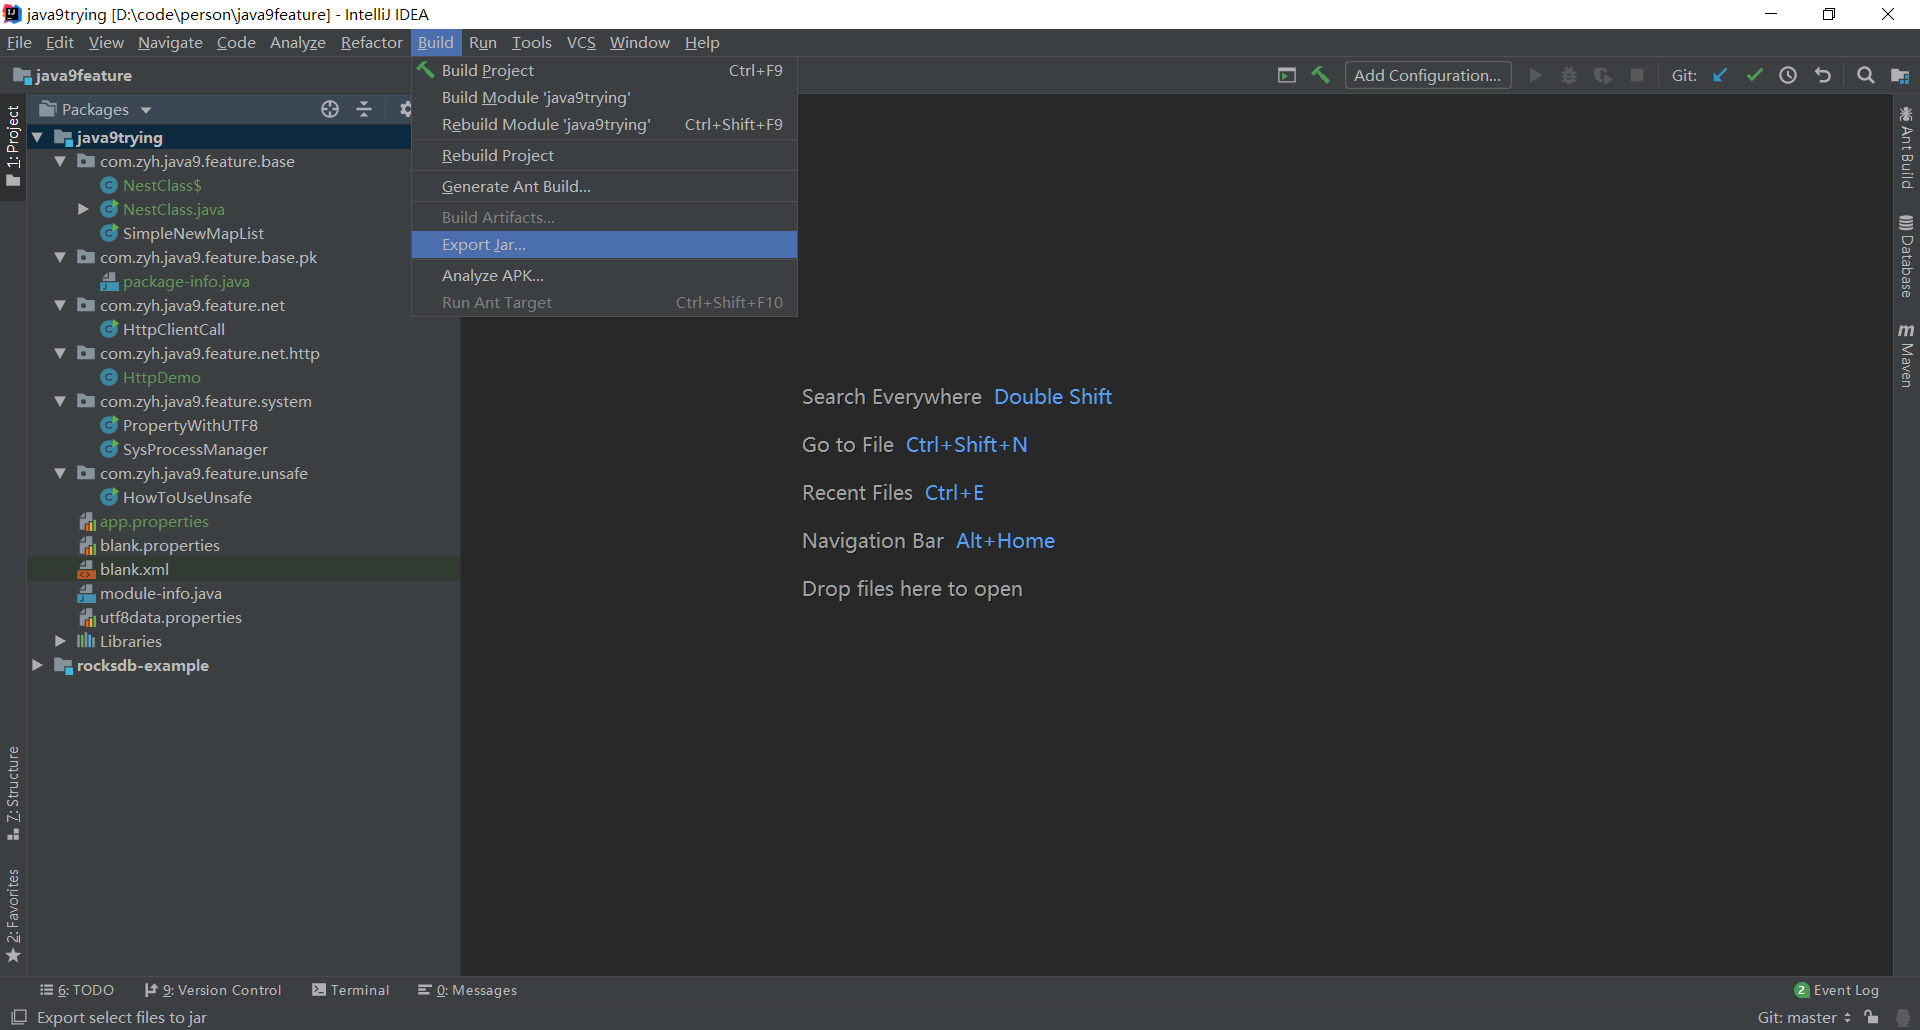 java9trying [D:\code\person\java9feature] - IntelliJ IDEA
File Edit View Navigate Code Analyze Refactor Build Run Tools VCS Window Help
java9feature
Add Configuration...
Git:
Packages
Build Project Ctrl+F9
Build Module 'java9trying'
Rebuild Module 'java9trying' Ctrl+Shift+F9
Rebuild Project
Generate Ant Build...
Build Artifacts...
Export Jar...
Analyze APK...
Run Ant Target Ctrl+Shift+F10
1: Project
java9trying
com.zyh.java9.feature.base
NestClass$
NestClass.java
SimpleNewMapList
com.zyh.java9.feature.base.pk
package-info.java
com.zyh.java9.feature.net
HttpClientCall
com.zyh.java9.feature.net.http
HttpDemo
com.zyh.java9.feature.system
PropertyWithUTF8
SysProcessManager
com.zyh.java9.feature.unsafe
HowToUseUnsafe
app.properties
blank.properties
blank.xml
module-info.java
utf8data.properties
Libraries
rocksdb-example
Search Everywhere Double Shift
Go to File Ctrl+Shift+N
Recent Files Ctrl+E
Navigation Bar Alt+Home
Drop files here to open
Ant Build
Database
m Maven
7: Structure
2: Favorites
6: TODO
9: Version Control
Terminal
0: Messages
2 Event Log
Export select files to jar
Git: master